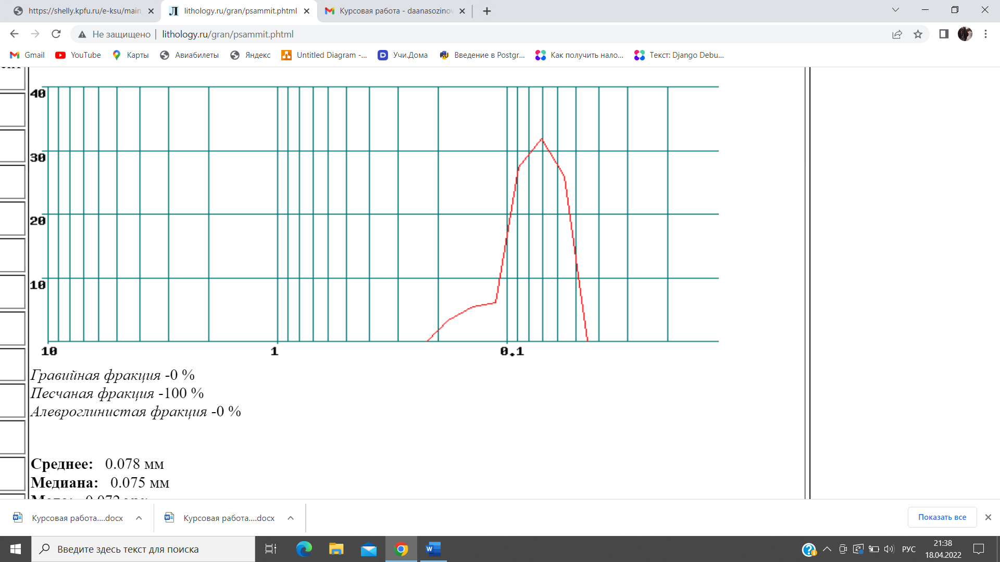 https://shelly.kpfu.ru/e-ksu/main
lithology.ru/gran/psammit.phtml
Курсовая работа - daanasozinov
Не защищено
lithology.ru/gran/psammit.phtml
Gmail
YouTube
Карты
Авиабилеты
Яндекс
Untitled Diagram -...
Учи.Дома
Введение в Postgr...
Как получить нало...
Текст: Django Debu...
40
30
20
10
10 1 0.1
Гравийная фракция -0 %
Песчаная фракция -100 %
Алевроглинистая фракция -0 %
Среднее: 0.078 мм
Медиана: 0.075 мм
Курсовая работа....docx
Курсовая работа....docx
Показать все
Введите здесь текст для поиска
РУС
21:38
18.04.2022